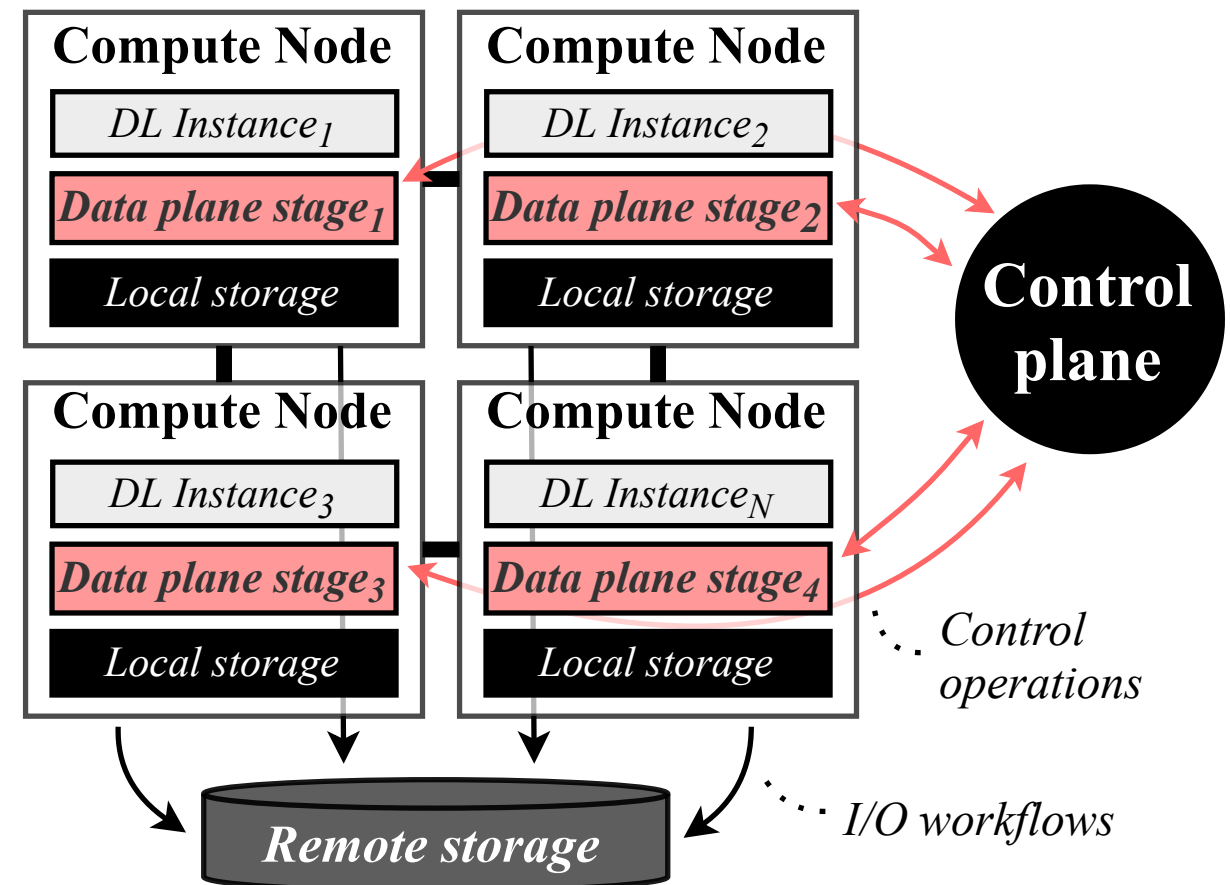 Compute Node
DL Instance1
Data plane stage1
Local storage
Compute Node
DL Instance2
Data plane stage2
Local storage
Control
plane
Compute Node
DL Instance3
Data plane stage3
Local storage
Compute Node
DL InstanceN
Data plane stage4
Local storage
Control
operations
I/O workflows
Remote storage